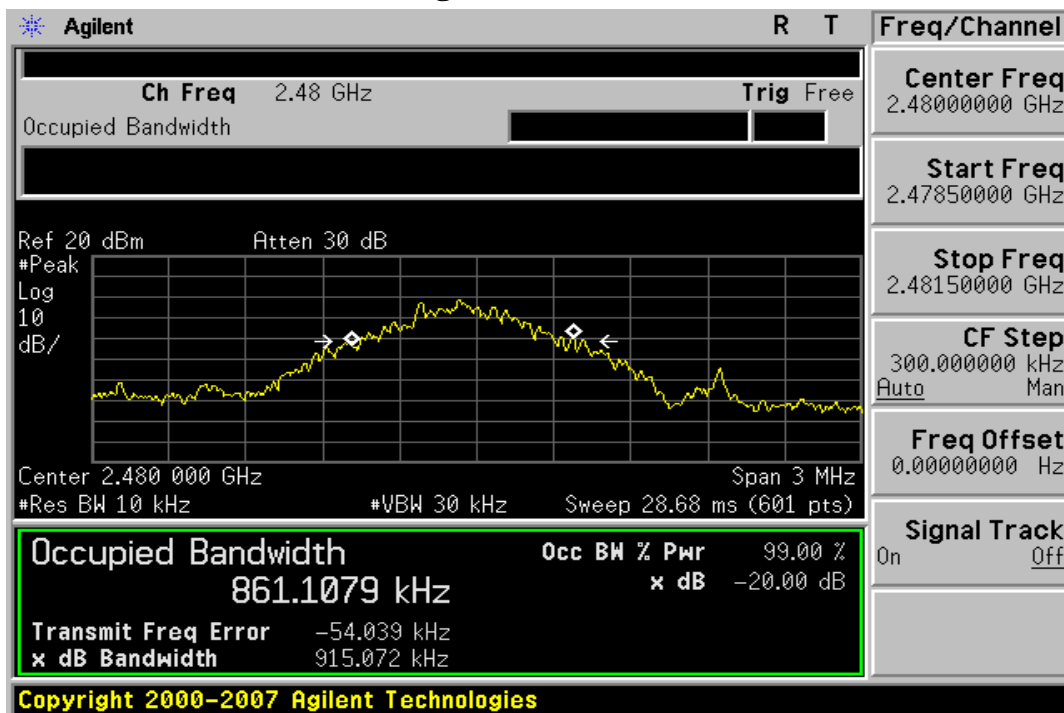 Agilent R T
Ch Freq 2.48 GHz Trig Free
Occupied Bandwidth
Ref 20 dBm Atten 30 dB
#Peak
Log
10
dB/
Center 2.480 000 GHz Span 3 MHz
#Res BW 10 kHz #VBW 30 kHz Sweep 28.68 ms (601 pts)
Occupied Bandwidth
861.1079 kHz
Occ BW % Pwr 99.00 %
x dB -20.00 dB
Transmit Freq Error -54.039 kHz
x dB Bandwidth 915.072 kHz
Copyright 2000-2007 Agilent Technologies
Freq/Channel
Center Freq
2.48000000 GHz
Start Freq
2.47850000 GHz
Stop Freq
2.48150000 GHz
CF Step
300.000000 kHz
Auto Man
Freq Offset
0.00000000 Hz
Signal Track
On Off